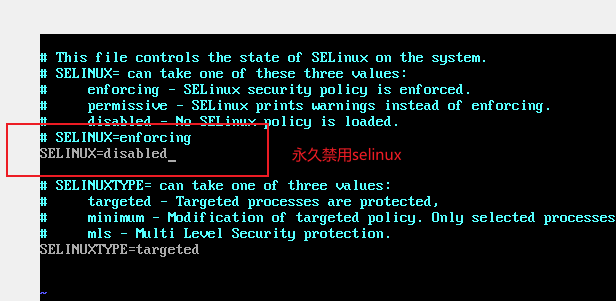 # This file controls the state of SELinux on the system.
# SELINUX= can take one of these three values:
#     enforcing - SELinux security policy is enforced.
#     permissive - SELinux prints warnings instead of enforcing.
#     disabled - No SELinux policy is loaded.
# SELINUX=enforcing
SELINUX=disabled_
永久禁用selinux
# SELINUXTYPE= can take one of three values:
#     targeted - Targeted processes are protected,
#     minimum - Modification of targeted policy. Only selected processes
#     mls - Multi Level Security protection.
SELINUXTYPE=targeted
~